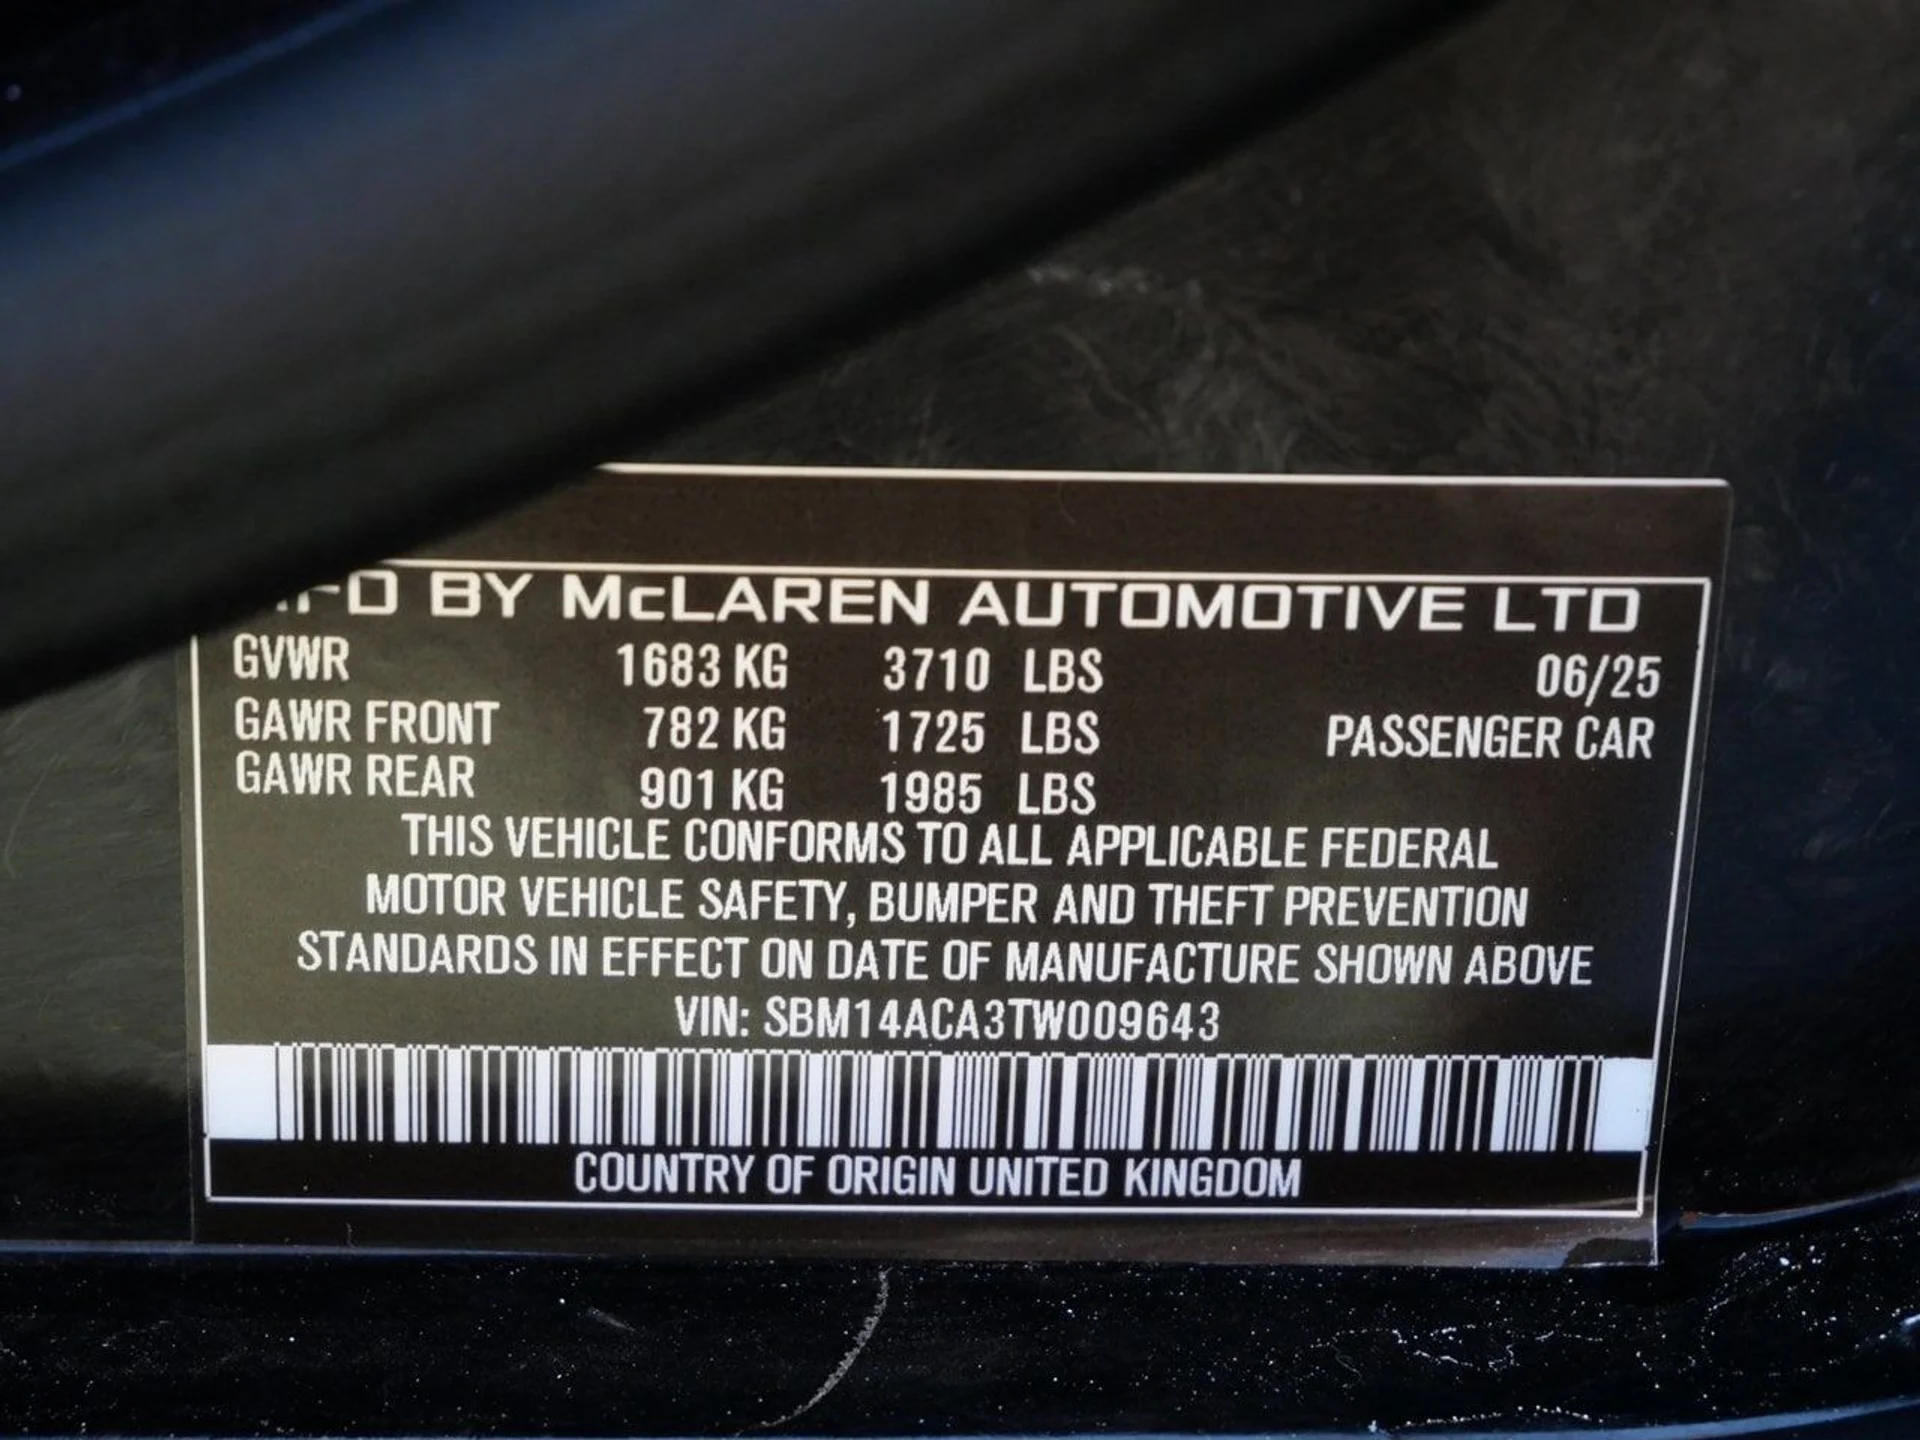 MFD BY McLAREN AUTOMOTIVE LTD
GVWR 1683 KG 3710 LBS 06/25
GAWR FRONT 782 KG 1725 LBS PASSENGER CAR
GAWR REAR 901 KG 1985 LBS
THIS VEHICLE CONFORMS TO ALL APPLICABLE FEDERAL
MOTOR VEHICLE SAFETY, BUMPER AND THEFT PREVENTION
STANDARDS IN EFFECT ON DATE OF MANUFACTURE SHOWN ABOVE
VIN: SBM14ACA3TW009643
COUNTRY OF ORIGIN UNITED KINGDOM